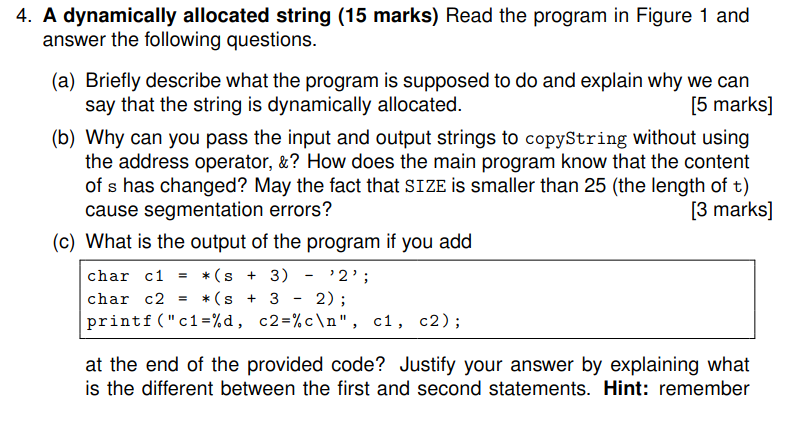 4. A dynamically allocated string (15 marks) Read the program in Figure 1 and
answer the following questions.
(a) Briefly describe what the program is supposed to do and explain why we can
say that the string is dynamically allocated. [5 marks]
(b) Why can you pass the input and output strings to copyString without using
the address operator, &? How does the main program know that the content
of s has changed? May the fact that SIZE is smaller than 25 (the length of t)
cause segmentation errors? [3 marks]
(c) What is the output of the program if you add
char c1 = *(s + 3) - ’2’;
char c2 = *(s + 3 - 2);
printf("c1=%d, c2=%c\n", c1, c2);
at the end of the provided code? Justify your answer by explaining what
is the different between the first and second statements. Hint: remember